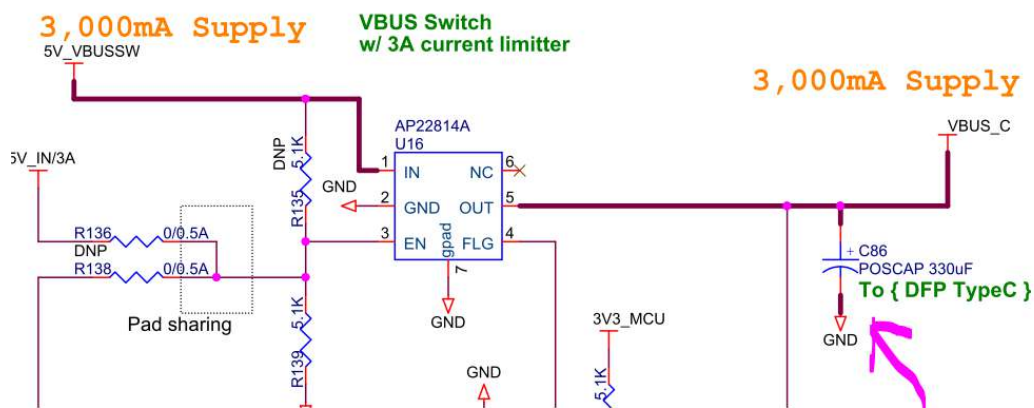 3,000mA Supply
VBUS Switch
w/ 3A current limitter
5V_VBUSSW
3,000mA Supply
VBUS_C
AP22814A
U16
DNP
5.1K
R135
5V_IN/3A
1
IN
NC
6
GND
2
GND
OUT
5
3
EN
gpad
FLG
4
7
GND
R136
0/0.5A
DNP
R138
0/0.5A
Pad sharing
5.1K
R139
+
C86
POSCAP 330uF
To { DFP TypeC }
GND
3V3_MCU
5.1K
GND